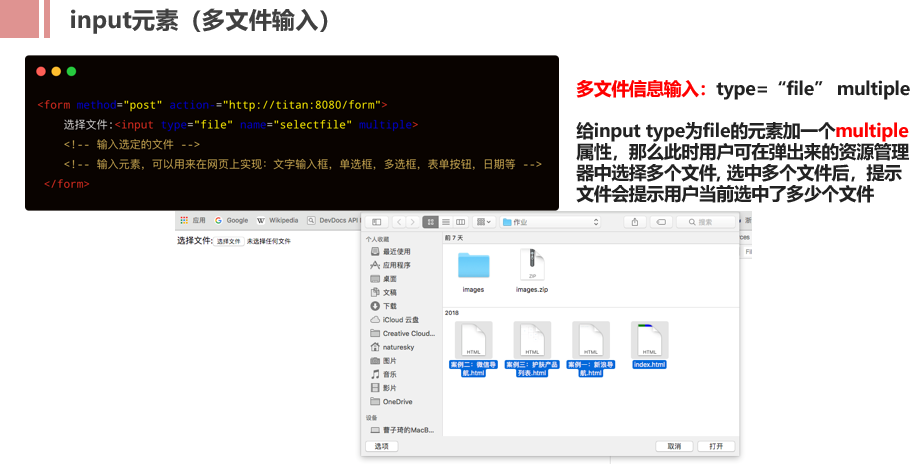 input元素（多文件输入）
<form method="post" action-="http://titan:8080/form">
选择文件:<input type="file" name="selectfile" multiple>
<!-- 输入选定的文件 -->
<!-- 输入元素，可以用来在网页上实现：文字输入框，单选框，多选框，表单按钮，日期等 -->
</form>
多文件信息输入：type=“file” multiple
给input type为file的元素加一个multiple
属性，那么此时用户可在弹出来的资源管理
器中选择多个文件, 选中多个文件后，提示
文件会提示用户当前选中了多少个文件
应用 Google Wikipedia DevDocs API
选择文件: 选择文件 未选择任何文件
作业 搜索
个人收藏
最近使用
应用程序
桌面
文稿
下载
iCloud 云盘
Creative Cloud...
naturesky
图片
音乐
影片
OneDrive
设备
曹子琦的MacB...
前 7 天
ZIP
images images.zip
2018
HTML HTML HTML HTML
案例二：微信导 案例三：护肤产品 案例一：新浪导 index.html
航.html 列表.html 航.html
选项 取消 打开